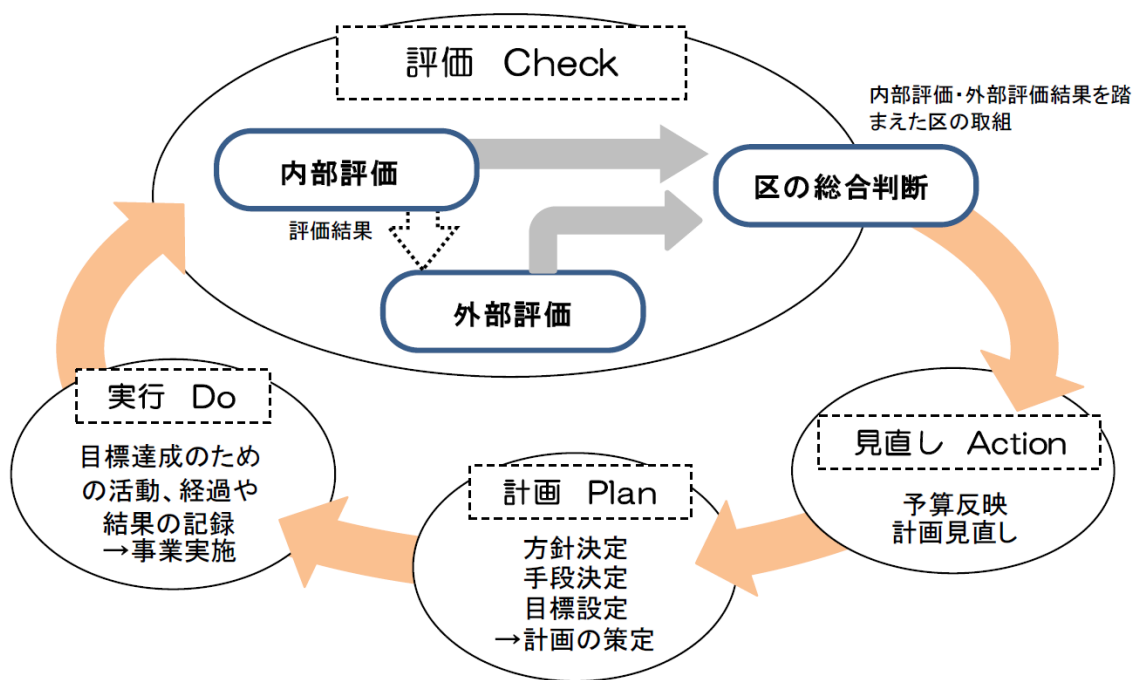 評価　Check
内部評価・外部評価結果を踏
まえた区の取組
内部評価
区の総合判断
評価結果
外部評価
実行　Do
目標達成のため
の活動、経過や
結果の記録
→事業実施
計画　Plan
方針決定
手段決定
目標設定
→計画の策定
見直し　Action
予算反映
計画見直し